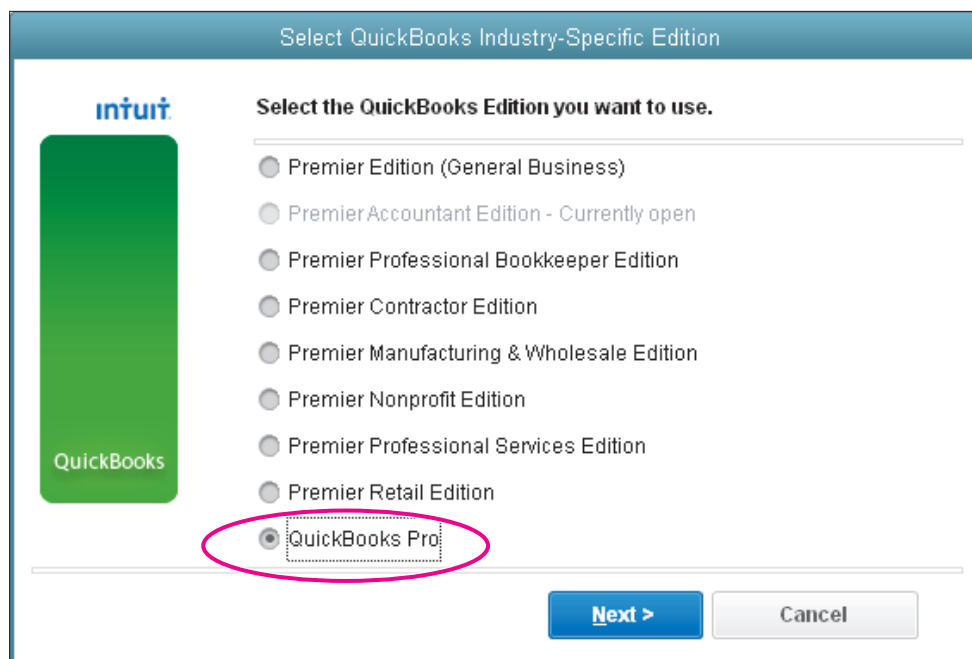 Select QuickBooks Industry-Specific Edition
intuit
Select the QuickBooks Edition you want to use.
Premier Edition (General Business)
Premier Accountant Edition - Currently open
Premier Professional Bookkeeper Edition
Premier Contractor Edition
Premier Manufacturing & Wholesale Edition
Premier Nonprofit Edition
Premier Professional Services Edition
QuickBooks
Premier Retail Edition
QuickBooks Pro
Next >
Cancel